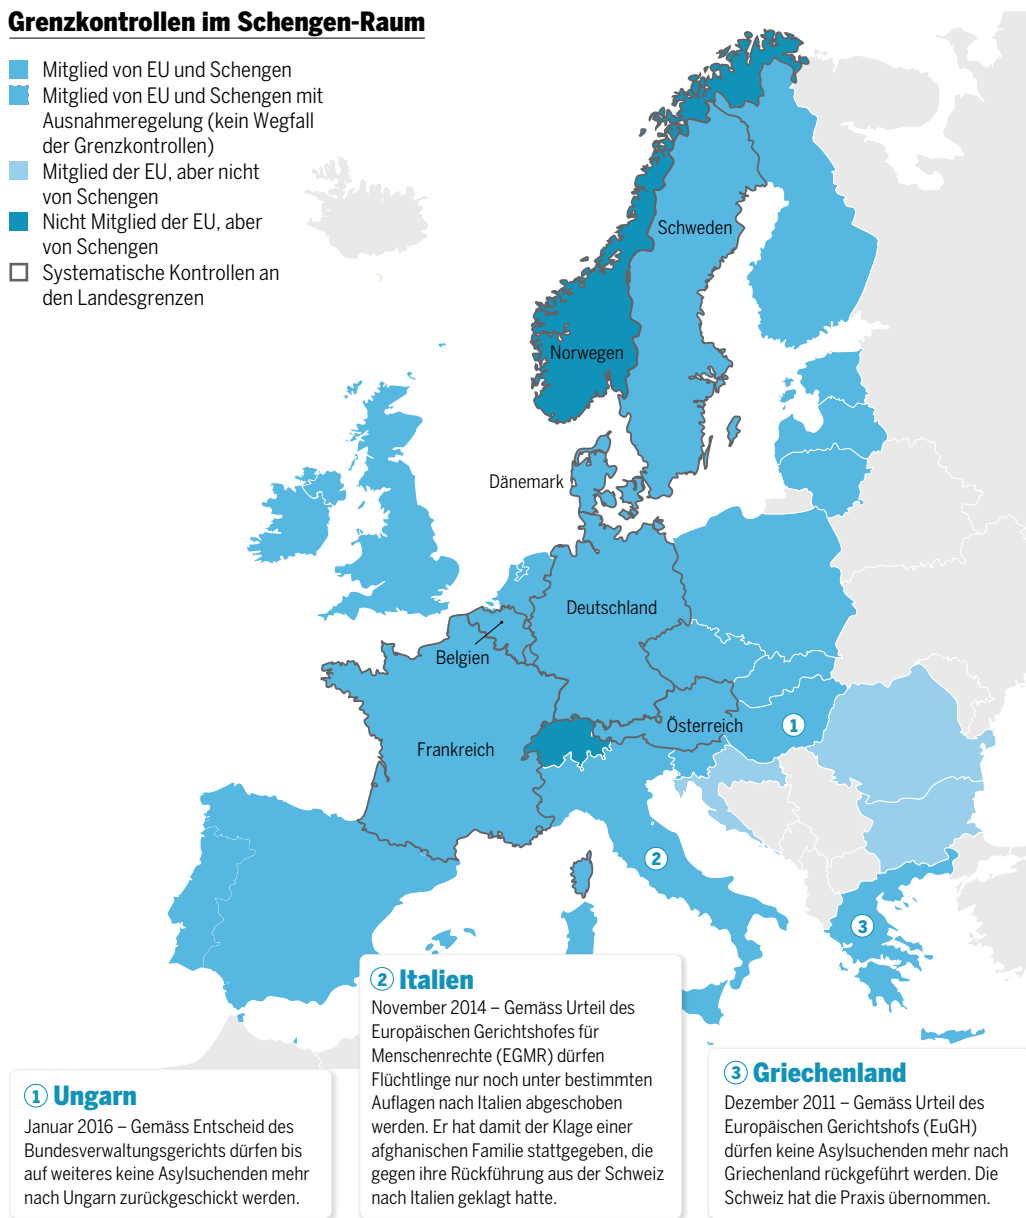 Grenzkontrollen im Schengen-Raum
Mitglied von EU und Schengen
Mitglied von EU und Schengen mit
Ausnahmeregelung (kein Wegfall
der Grenzkontrollen)
Mitglied der EU, aber nicht
von Schengen
Nicht Mitglied der EU, aber
von Schengen
Systematische Kontrollen an
den Landesgrenzen
Schweden
Norwegen
Dänemark
Deutschland
Belgien
Österreich
1
Frankreich
2
3
1 Ungarn
Januar 2016 – Gemäss Entscheid des
Bundesverwaltungsgerichts dürfen bis
auf weiteres keine Asylsuchenden mehr
nach Ungarn zurückgeschickt werden.
2 Italien
November 2014 – Gemäss Urteil des
Europäischen Gerichtshofes für
Menschenrechte (EGMR) dürfen
Flüchtlinge nur noch unter bestimmten
Auflagen nach Italien abgeschoben
werden. Er hat damit der Klage einer
afghanischen Familie stattgegeben, die
gegen ihre Rückführung aus der Schweiz
nach Italien geklagt hatte.
3 Griechenland
Dezember 2011 – Gemäss Urteil des
Europäischen Gerichtshofs (EuGH)
dürfen keine Asylsuchenden mehr nach
Griechenland rückgeführt werden. Die
Schweiz hat die Praxis übernommen.